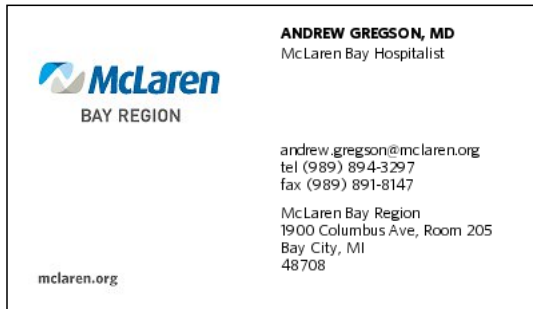 McLaren
BAY REGION
mclaren.org
ANDREW GREGSON, MD
McLaren Bay Hospitalist
andrew.gregson@mclaren.org
tel (989) 894-3297
fax (989) 891-8147
McLaren Bay Region
1900 Columbus Ave, Room 205
Bay City, MI
48708